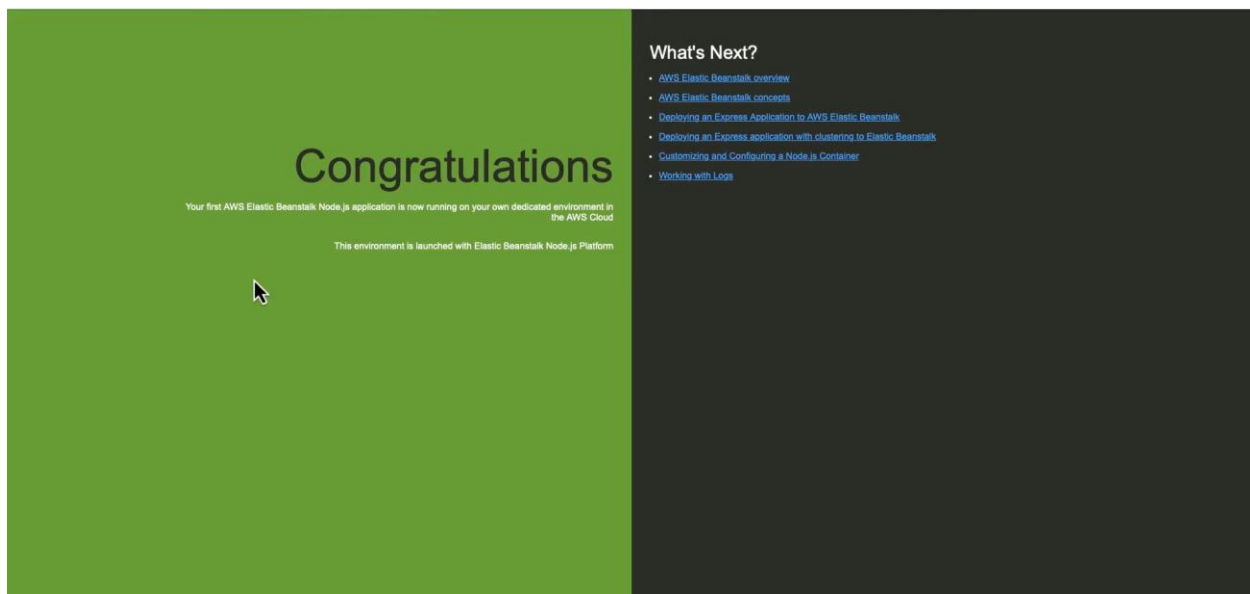 Congratulations
Your first AWS Elastic Beanstalk Node.js application is now running on your own dedicated environment in
the AWS Cloud
This environment is launched with Elastic Beanstalk Node.js Platform
What's Next?
AWS Elastic Beanstalk overview
AWS Elastic Beanstalk concepts
Deploying an Express Application to AWS Elastic Beanstalk
Deploying an Express application with clustering to Elastic Beanstalk
Customizing and Configuring a Node.js Container
Working with Logs